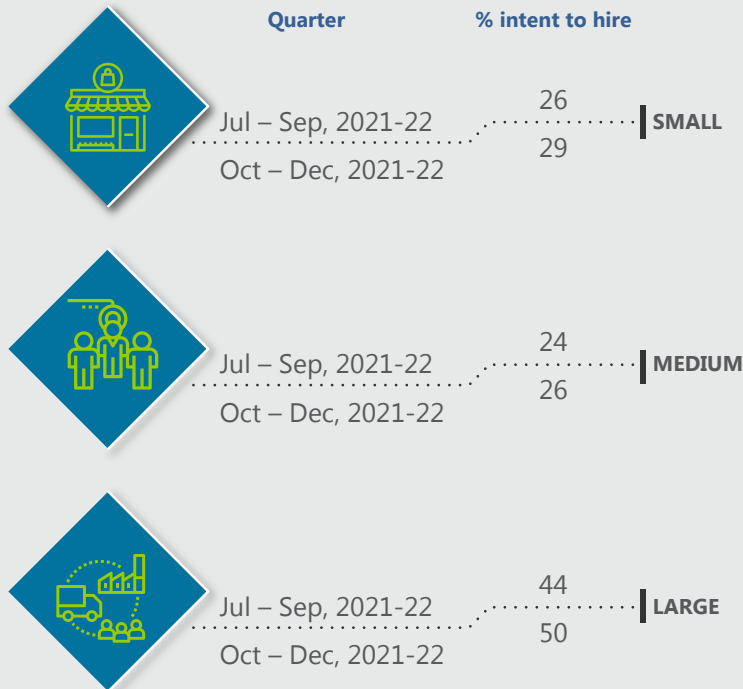 Quarter % intent to hire
26
Jul – Sep, 2021-22
SMALL
29
Oct – Dec, 2021-22
24
Jul – Sep, 2021-22
MEDIUM
26
Oct – Dec, 2021-22
44
Jul – Sep, 2021-22
LARGE
50
Oct – Dec, 2021-22